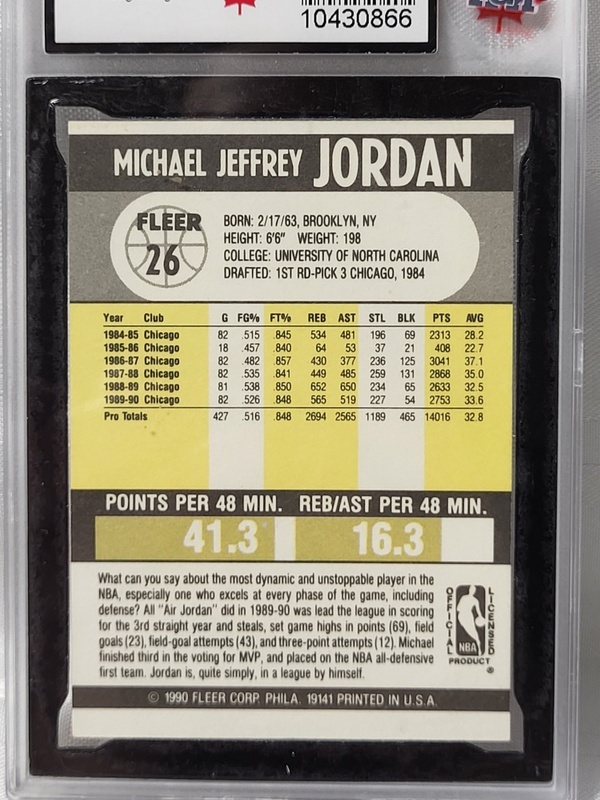 10430866
MICHAEL JEFFREY JORDAN
FLEER
26
BORN: 2/17/63, BROOKLYN, NY
HEIGHT: 6'6" WEIGHT: 198
COLLEGE: UNIVERSITY OF NORTH CAROLINA
DRAFTED: 1ST RD-PICK 3 CHICAGO, 1984
Year Club G FG% FT% REB AST STL BLK PTS AVG
1984-85 Chicago 82 .515 .845 534 481 196 69 2313 28.2
1985-86 Chicago 18 .457 .840 64 53 37 21 408 22.7
1986-87 Chicago 82 .482 .857 430 377 236 125 3041 37.1
1987-88 Chicago 82 .535 .841 449 485 259 131 2868 35.0
1988-89 Chicago 81 .538 .850 652 650 234 65 2633 32.5
1989-90 Chicago 82 .526 .848 565 519 227 54 2753 33.6
Pro Totals 427 .516 .848 2694 2565 1189 465 14016 32.8
POINTS PER 48 MIN. REB/AST PER 48 MIN.
41.3 16.3
What can you say about the most dynamic and unstoppable player in the
NBA, especially one who excels at every phase of the game, including
defense? All "Air Jordan" did in 1989-90 was lead the league in scoring
for the 3rd straight year and steals, set game highs in points (69), field
goals (23), field-goal attempts (43), and three-point attempts (12). Michael
finished third in the voting for MVP, and placed on the NBA all-defensive
first team. Jordan is, quite simply, in a league by himself.
OFFICIAL LICENSED
NBA
PRODUCT ®
© 1990 FLEER CORP. PHILA. 19141 PRINTED IN U.S.A.